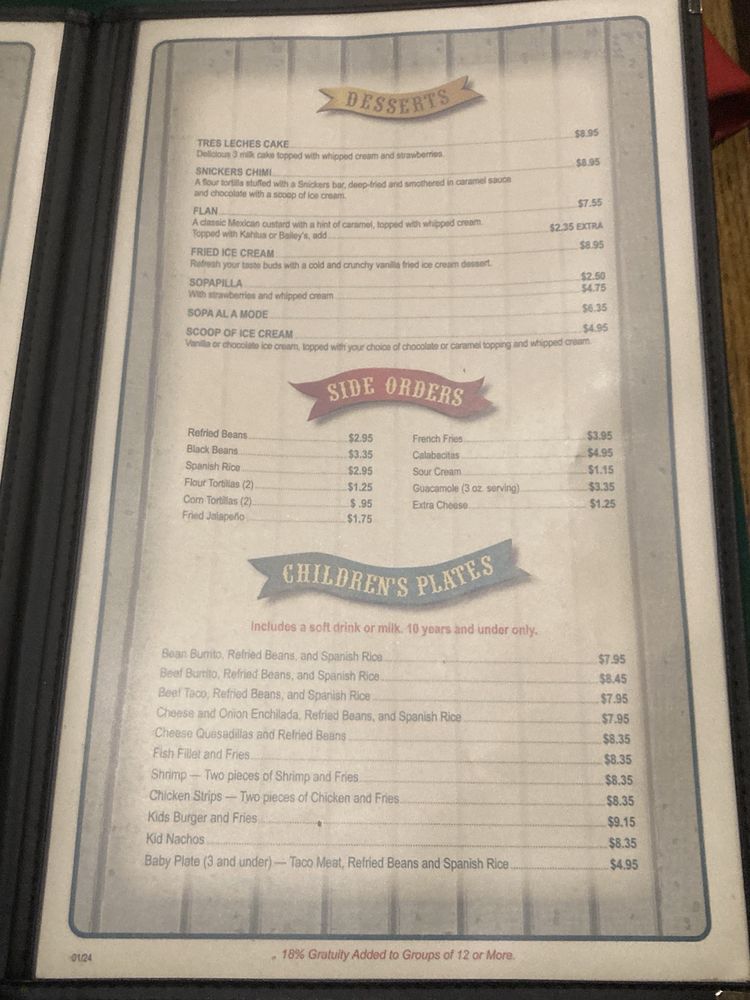 DESSERTS
TRES LECHES CAKE $8.95
Delicious 3 milk cake topped with whipped cream and strawberries.
SNICKERS CHIMI $8.95
A flour tortilla stuffed with a Snickers bar, deep-fried and smothered in caramel sauce
and chocolate with a scoop of ice cream.
FLAN $7.55
A classic Mexican custard with a hint of caramel, topped with whipped cream.
Topped with Kahlua or Bailey's, add $2.35 EXTRA
FRIED ICE CREAM $8.95
Refresh your taste buds with a cold and crunchy vanilla fried ice cream dessert.
SOPAPILLA $2.50
With strawberries and whipped cream $4.75
SOPA AL A MODE $6.35
SCOOP OF ICE CREAM $4.95
Vanilla or chocolate ice cream, topped with your choice of chocolate or caramel topping and whipped cream.
SIDE ORDERS
Refried Beans $2.95
Black Beans $3.35
Spanish Rice $2.95
Flour Tortillas (2) $1.25
Corn Tortillas (2) $ .95
Fried Jalapeño $1.75
French Fries $3.95
Calabacitas $4.95
Sour Cream $1.15
Guacamole (3 oz. serving) $3.35
Extra Cheese $1.25
CHILDREN'S PLATES
Includes a soft drink or milk. 10 years and under only.
Bean Burrito, Refried Beans, and Spanish Rice $7.95
Beef Burrito, Refried Beans, and Spanish Rice $8.45
Beef Taco, Refried Beans, and Spanish Rice $7.95
Cheese and Onion Enchilada, Refried Beans, and Spanish Rice $7.95
Cheese Quesadillas and Refried Beans $8.35
Fish Fillet and Fries $8.35
Shrimp — Two pieces of Shrimp and Fries $8.35
Chicken Strips — Two pieces of Chicken and Fries $8.35
Kids Burger and Fries $9.15
Kid Nachos $8.35
Baby Plate (3 and under) — Taco Meat, Refried Beans and Spanish Rice $4.95
01/24
18% Gratuity Added to Groups of 12 or More.